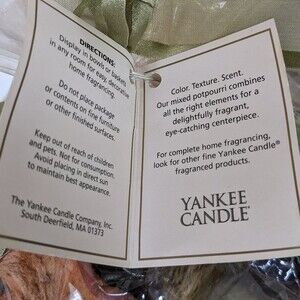 DIRECTIONS:
Display in bowls or baskets
in any room for easy, decorative
home fragrancing.
Do not place package
or contents on fine furniture
or other finished surfaces.
Keep out of reach of children
and pets. Not for consumption.
Avoid placing in direct sun
to maintain best appearance.
The Yankee Candle Company, Inc.
South Deerfield, MA 01373
Color. Texture. Scent.
Our mixed potpourri combines
all the right elements for a
delightfully fragrant,
eye-catching centerpiece.
For complete home fragrancing,
look for other fine Yankee Candle®
fragranced products.
YANKEE
CANDLE®